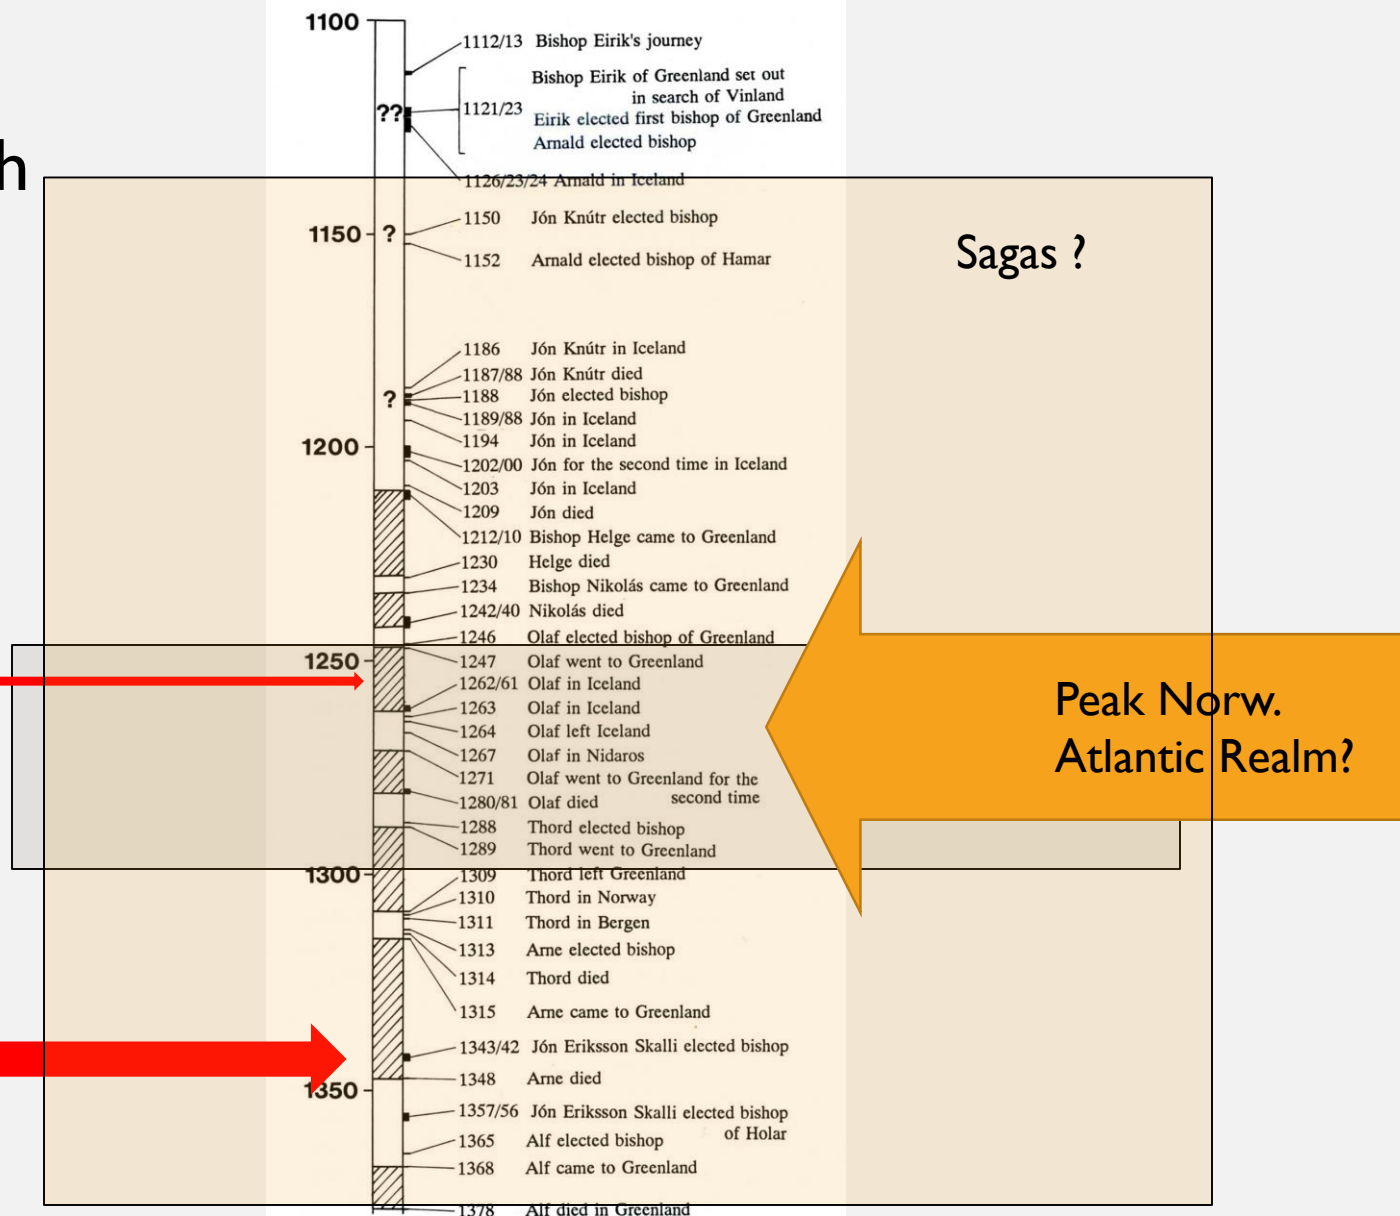 h
1100
1112/13 Bishop Eirik's journey
Bishop Eirik of Greenland set out
in search of Vinland
??
1121/23
Eirik elected first bishop of Greenland
Arnald elected bishop
1126/23/24 Arnald in Iceland
1150 Jón Knútr elected bishop
1150 ?
Sagas ?
1152 Arnald elected bishop of Hamar
1186 Jón Knútr in Iceland
1187/88 Jón Knútr died
1188 Jón elected bishop
?
1189/88 Jón in Iceland
1194 Jón in Iceland
1200
1202/00 Jón for the second time in Iceland
1203 Jón in Iceland
1209 Jón died
1212/10 Bishop Helge came to Greenland
1230 Helge died
1234 Bishop Nikolás came to Greenland
1242/40 Nikolás died
1246 Olaf elected bishop of Greenland
1250
1247 Olaf went to Greenland
1262/61 Olaf in Iceland
1263 Olaf in Iceland
1264 Olaf left Iceland
1267 Olaf in Nidaros
1271 Olaf went to Greenland for the
second time
1280/81 Olaf died
Peak Norw.
Atlantic Realm?
1288 Thord elected bishop
1289 Thord went to Greenland
1300
1309 Thord left Greenland
1310 Thord in Norway
1311 Thord in Bergen
1313 Arne elected bishop
1314 Thord died
1315 Arne came to Greenland
1343/42 Jón Eriksson Skalli elected bishop
1348 Arne died
1350
1357/56 Jón Eriksson Skalli elected bishop
of Holar
1365 Alf elected bishop
1368 Alf came to Greenland
1378 Alf died in Greenland